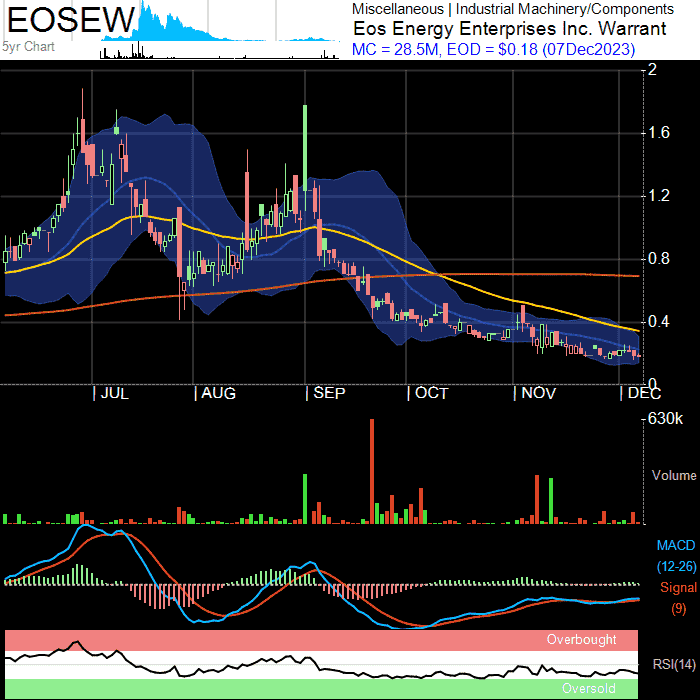 EOSEW
5yr Chart
Miscellaneous | Industrial Machinery/Components
Eos Energy Enterprises Inc. Warrant
MC = 28.5M, EOD = $0.18 (07Dec2023)
2
1.6
1.2
0.8
0.4
0
| JUL | AUG | SEP | OCT | NOV | DEC
630k
Volume
MACD
(12-26)
Signal
(9)
Overbought
RSI(14)
Oversold